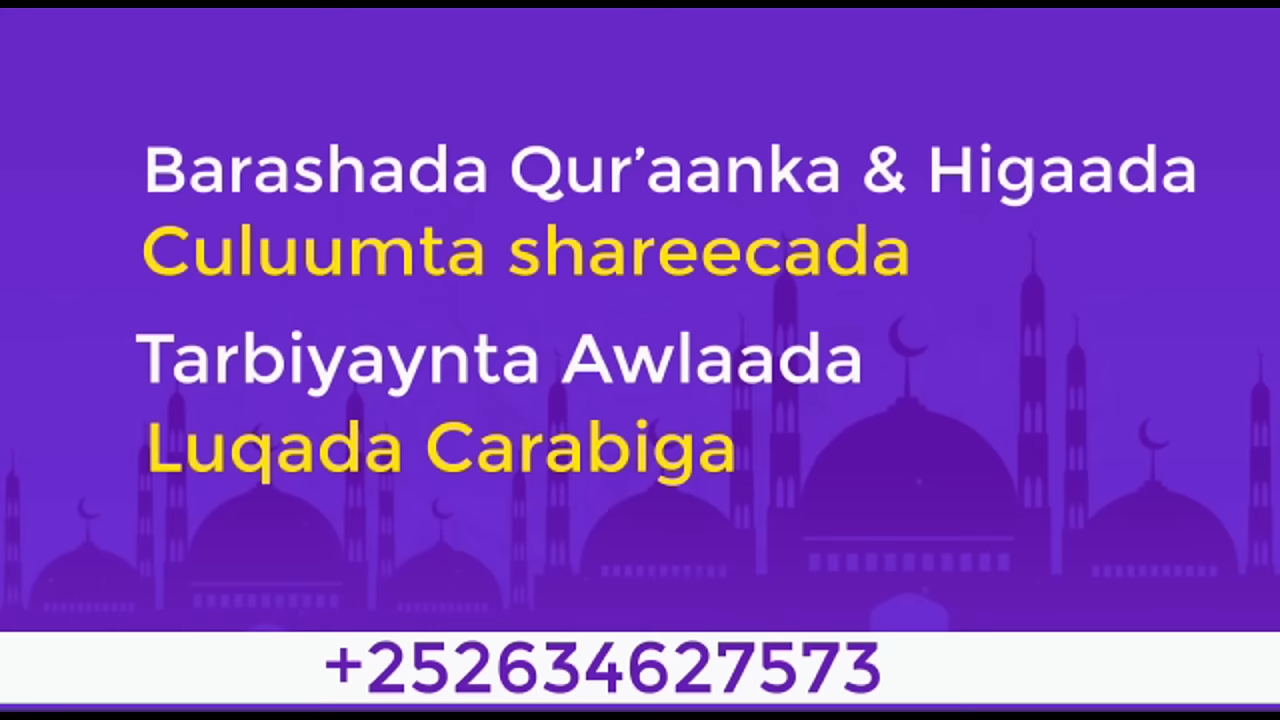 Barashada Qur’aanka & Higaada
Culuumta shareecada
Tarbiyaynta Awlaada
Luqada Carabiga
+252634627573